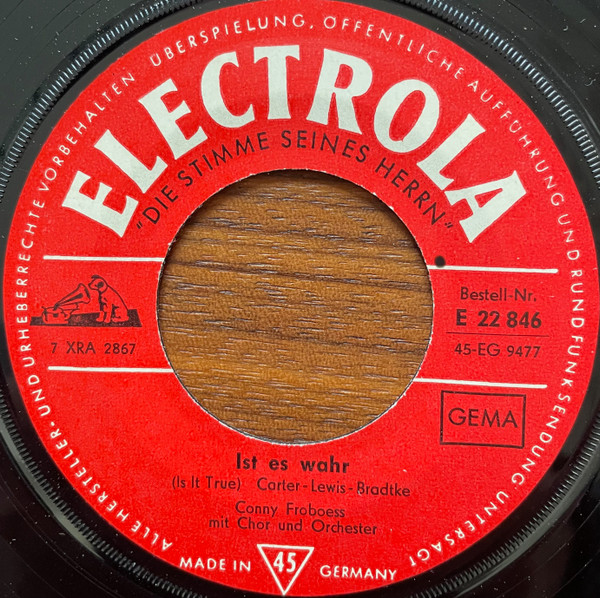 ALLE HERSTELLER- UND URHEBERRECHTE VORBEHALTEN ÜBERSPIELUNG, ÖFFENTLICHE AUFFÜHRUNG UND RUNDFUNKSENDUNG UNTERSAGT
ELECTROLA
"DIE STIMME SEINES HERRN"
7 XRA 2867
Bestell-Nr.
E 22 846
45-EG 9477
GEMA
Ist es wahr
(Is It True) Carter-Lewis-Bradtke
Conny Froboess
mit Chor und Orchester
MADE IN 45 GERMANY